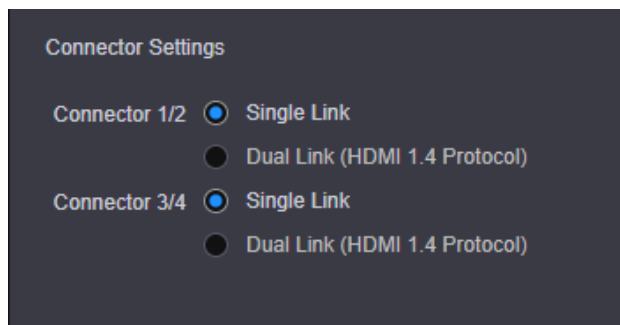 Connector Settings
Connector 1/2 Single Link
Dual Link (HDMI 1.4 Protocol)
Connector 3/4 Single Link
Dual Link (HDMI 1.4 Protocol)